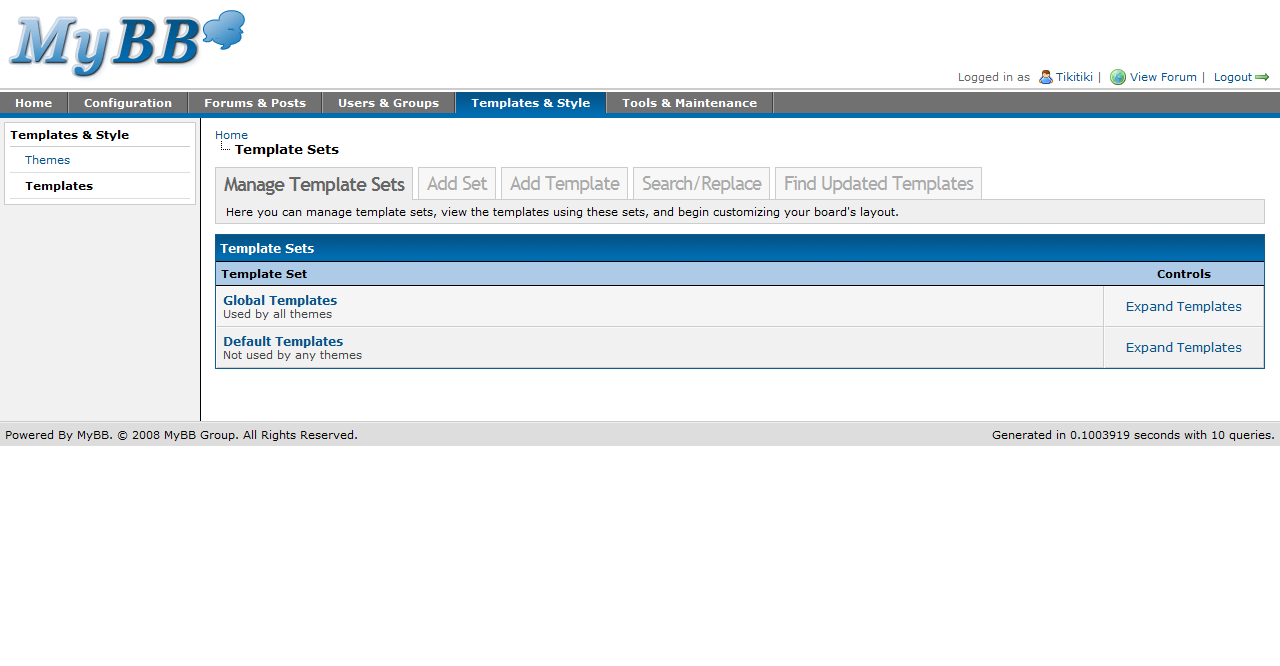 MyBB
Logged in as Tikitiki | View Forum | Logout
Home Configuration Forums & Posts Users & Groups Templates & Style Tools & Maintenance
Templates & Style
Themes
Templates
Home
Template Sets
Manage Template Sets Add Set Add Template Search/Replace Find Updated Templates
Here you can manage template sets, view the templates using these sets, and begin customizing your board's layout.
Template Sets
Template Set Controls
Global Templates
Used by all themes
Expand Templates
Default Templates
Not used by any themes
Expand Templates
Powered By MyBB. © 2008 MyBB Group. All Rights Reserved. Generated in 0.1003919 seconds with 10 queries.